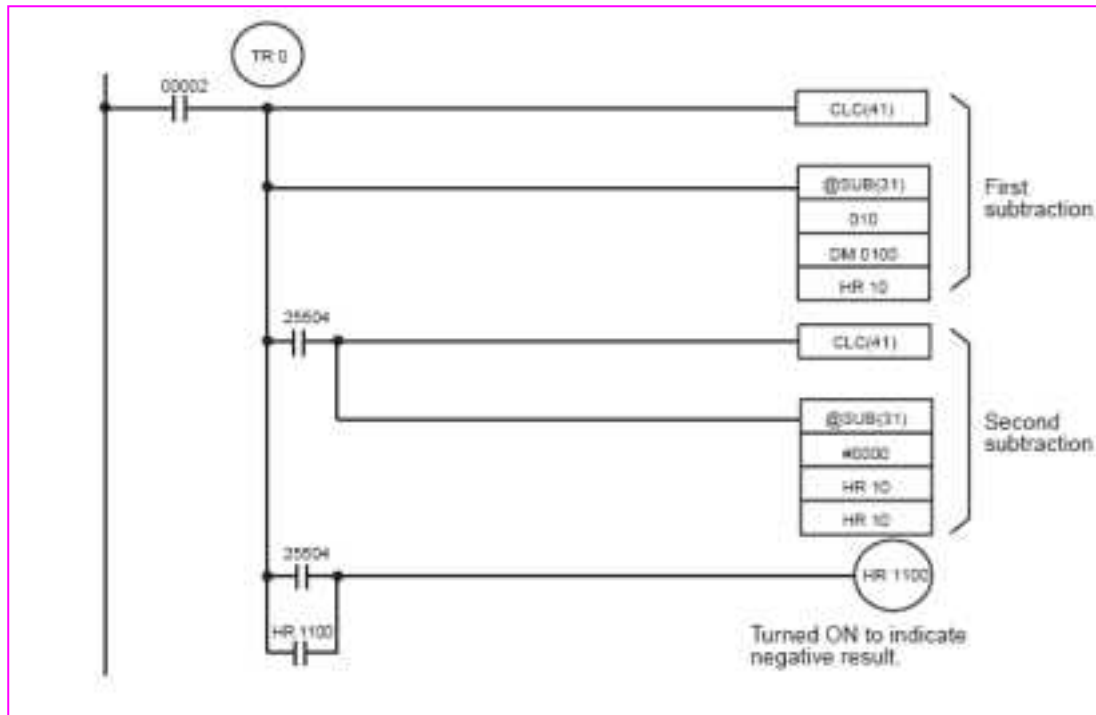 TR 0
00002
CLC(41)
@SUB(31)
010
DM 0100
HR 10
First
subtraction
25504
CLC(41)
@SUB(31)
#0000
HR 10
HR 10
Second
subtraction
25504
HR 1100
HR 1100
Turned ON to indicate
negative result.